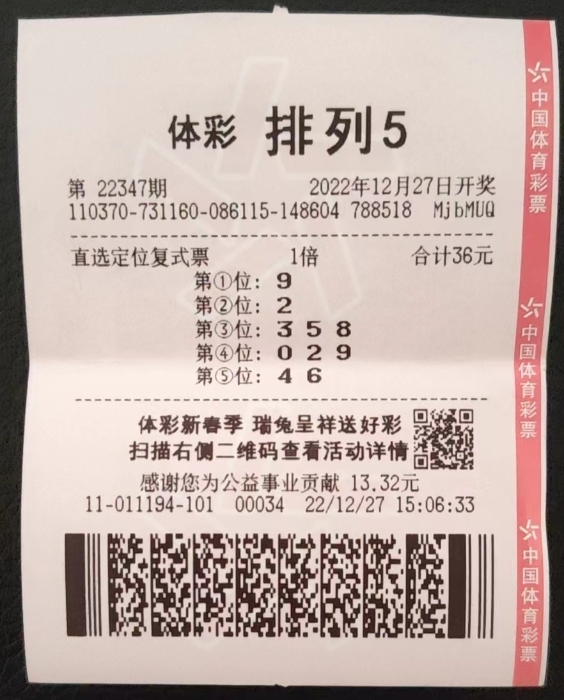 体彩 排列5
第 22347期 2022年12月27日开奖
110370-731160-086115-148604 788518 MjbMUQ
直选定位复式票 1倍 合计36元
第①位: 9
第②位: 2
第③位: 3 5 8
第④位: 0 2 9
第⑤位: 4 6
体彩新春季 瑞兔呈祥送好彩
扫描右侧二维码查看活动详情
感谢您为公益事业贡献 13.32元
11-011194-101 00034 22/12/27 15:06:33
中国体育彩票
中国体育彩票
中国体育彩票